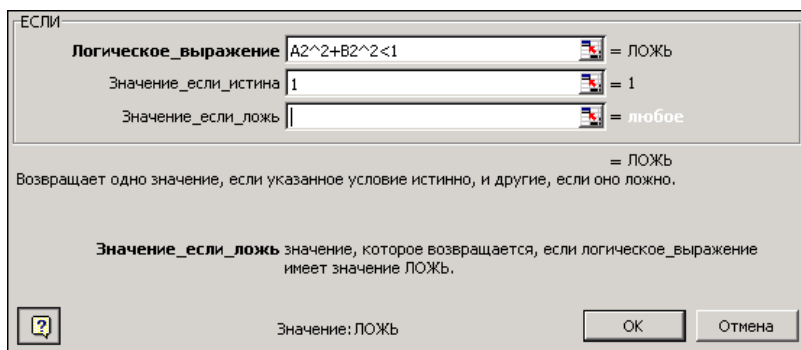 ЕСЛИ
Логическое_выражение A2^2+B2^2<1 = ЛОЖЬ
Значение_если_истина 1 = 1
Значение_если_ложь = любое
= ЛОЖЬ
Возвращает одно значение, если указанное условие истинно, и другие, если оно ложно.
Значение_если_ложь значение, которое возвращается, если логическое_выражение
имеет значение ЛОЖЬ.
? Значение:ЛОЖЬ OK Отмена